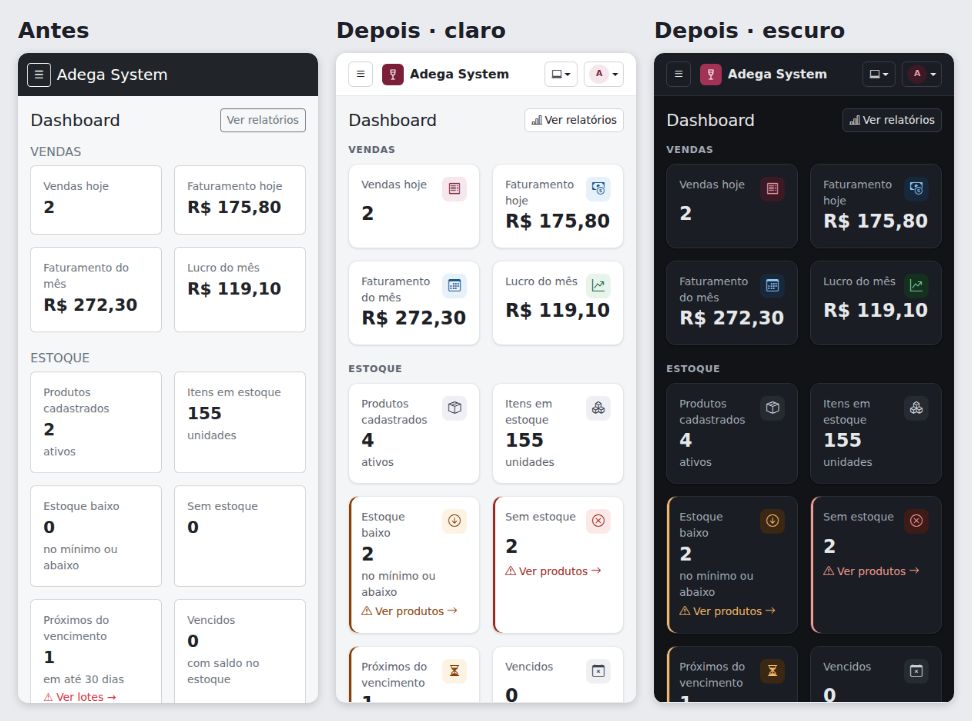 Antes
Adega System
Dashboard
Ver relatórios
VENDAS
Vendas hoje
2
Faturamento hoje
R$ 175,80
Faturamento do
mês
R$ 272,30
Lucro do mês
R$ 119,10
ESTOQUE
Produtos
cadastrados
2
ativos
Itens em estoque
155
unidades
Estoque baixo
0
no mínimo ou
abaixo
Sem estoque
0
Próximos do
vencimento
1
em até 30 dias
⚠ Ver lotes →
Vencidos
0
com saldo no
estoque
Depois · claro
Adega System
A
Dashboard
Ver relatórios
VENDAS
Vendas hoje
2
Faturamento
hoje
R$ 175,80
Faturamento
do mês
R$ 272,30
Lucro do mês
R$ 119,10
ESTOQUE
Produtos
cadastrados
4
ativos
Itens em
estoque
155
unidades
Estoque
baixo
2
no mínimo ou
abaixo
⚠ Ver produtos →
Sem estoque
2
⚠ Ver produtos →
Próximos do
vencimento
1
Vencidos
0
Depois · escuro
Adega System
A
Dashboard
Ver relatórios
VENDAS
Vendas hoje
2
Faturamento
hoje
R$ 175,80
Faturamento
do mês
R$ 272,30
Lucro do mês
R$ 119,10
ESTOQUE
Produtos
cadastrados
4
ativos
Itens em
estoque
155
unidades
Estoque
baixo
2
no mínimo ou
abaixo
⚠ Ver produtos →
Sem estoque
2
⚠ Ver produtos →
Próximos do
vencimento
1
Vencidos
0